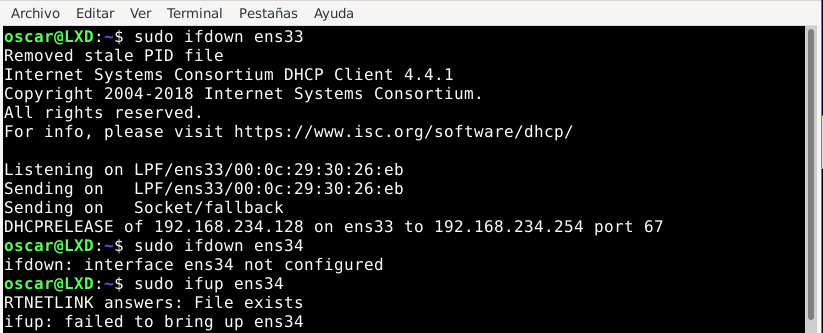 Archivo Editar Ver Terminal Pestañas Ayuda
oscar@LXD:~$ sudo ifdown ens33
Removed stale PID file
Internet Systems Consortium DHCP Client 4.4.1
Copyright 2004-2018 Internet Systems Consortium.
All rights reserved.
For info, please visit https://www.isc.org/software/dhcp/
Listening on LPF/ens33/00:0c:29:30:26:eb
Sending on   LPF/ens33/00:0c:29:30:26:eb
Sending on   Socket/fallback
DHCPRELEASE of 192.168.234.128 on ens33 to 192.168.234.254 port 67
oscar@LXD:~$ sudo ifdown ens34
ifdown: interface ens34 not configured
oscar@LXD:~$ sudo ifup ens34
RTNETLINK answers: File exists
ifup: failed to bring up ens34